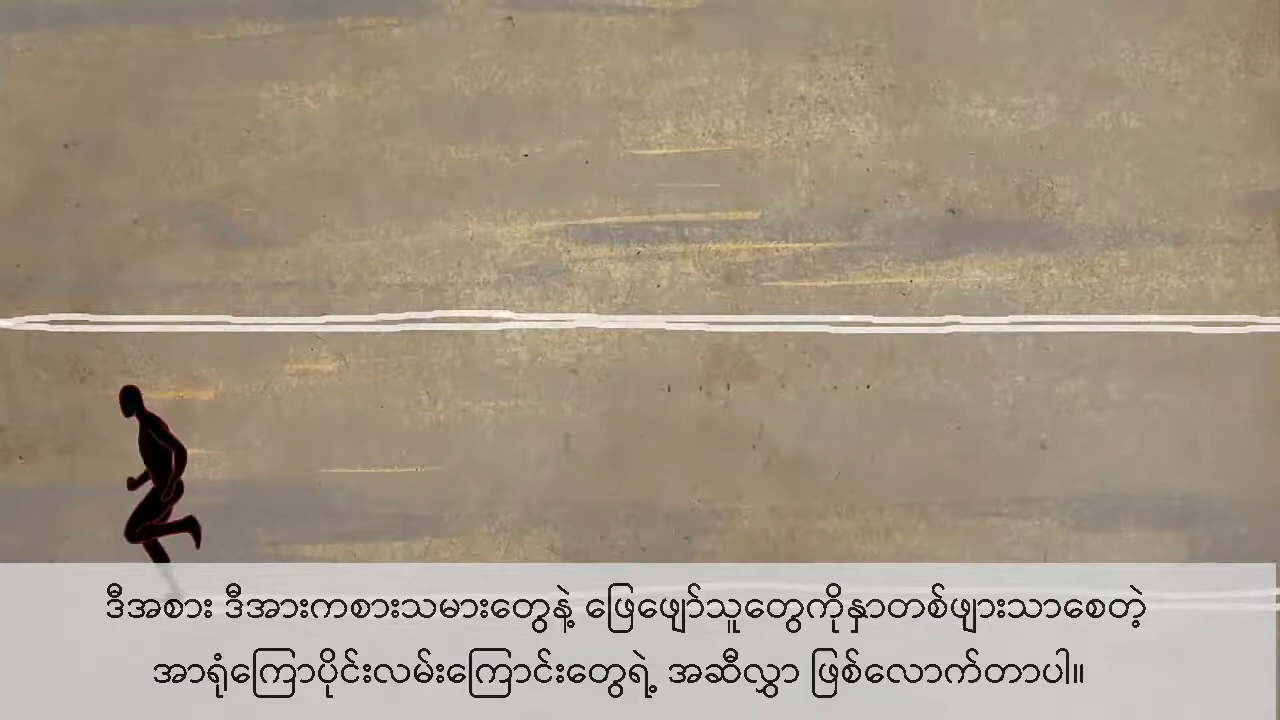 ဒီအစား ဒီအားကစားသမားတွေနဲ့ ဖြေဖျော်သူတွေကိုနှာတစ်ဖျားသာစေတဲ့
အာရုံကြောပိုင်းလမ်းကြောင်းတွေရဲ့ အဆီလွှာ ဖြစ်လောက်တာပါ။